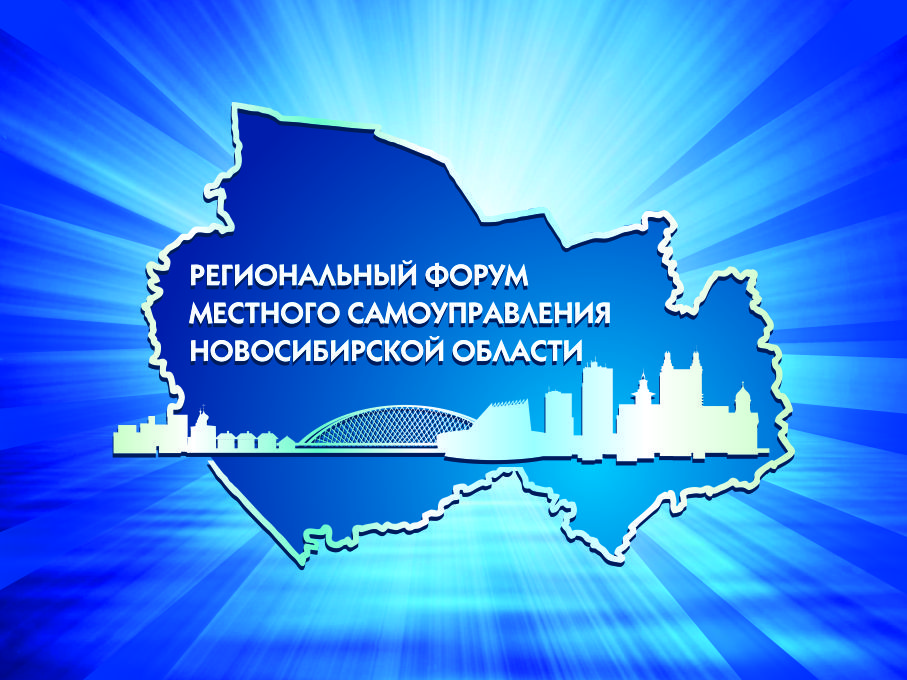 РЕГИОНАЛЬНЫЙ ФОРУМ
МЕСТНОГО САМОУПРАВЛЕНИЯ
НОВОСИБИРСКОЙ ОБЛАСТИ